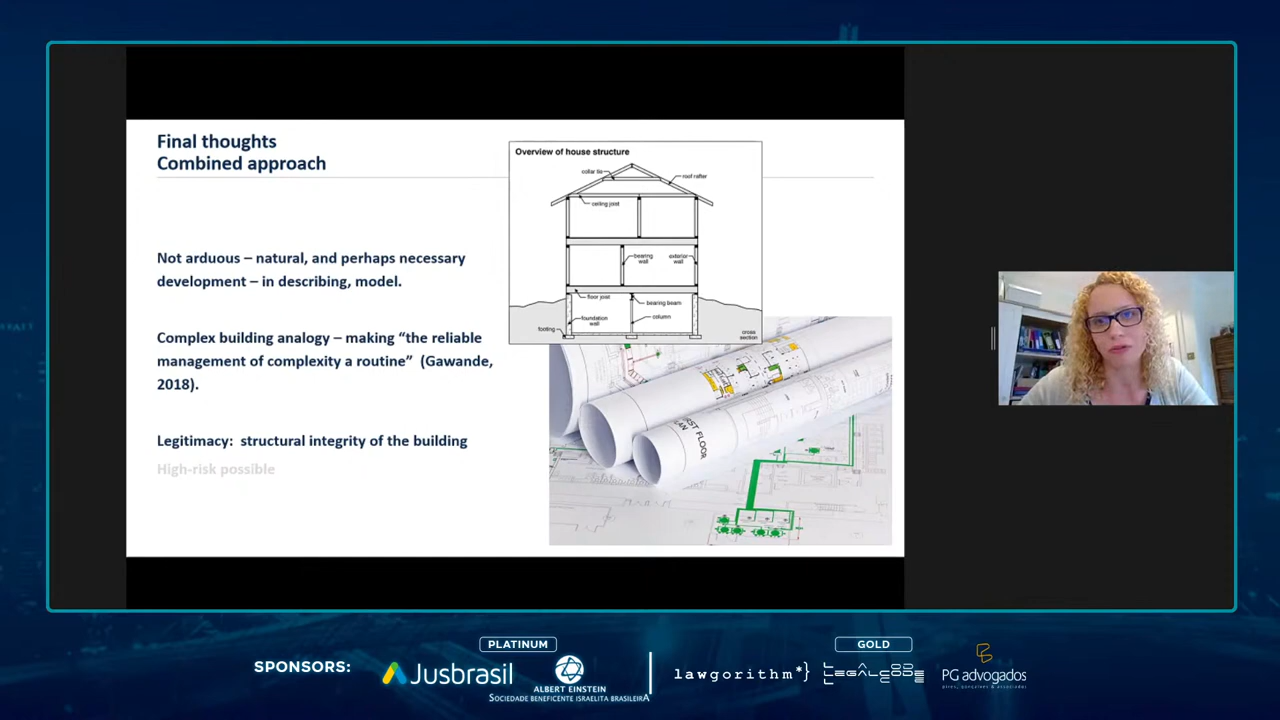 Final thoughts
Combined approach
Not arduous – natural, and perhaps necessary
development – in describing, model.
Complex building analogy – making “the reliable
management of complexity a routine” (Gawande,
2018).
Legitimacy: structural integrity of the building
High-risk possible
Overview of house structure
collar tie
roof rafter
ceiling joist
bearing
wall
exterior
wall
floor joist
bearing beam
foundation
wall
column
footing
cross
section
SPONSORS:
PLATINUM
Jusbrasil
ALBERT EINSTEIN
SOCIEDADE BENEFICENTE ISRAELITA BRASILEIRA
GOLD
lawgorithm*}
LEGALCODE
PG advogados